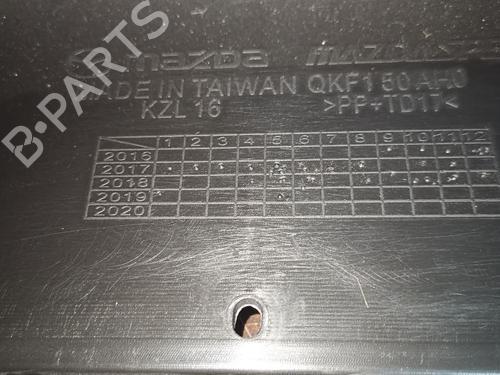 mazda
MADE IN TAIWAN QKF1 50 AH0
KZL 16 >PP+TD17<
1 2 3 4 5 6 7 8 9 10 11 12
2016
2017
2018
2019
2020
B-PARTS